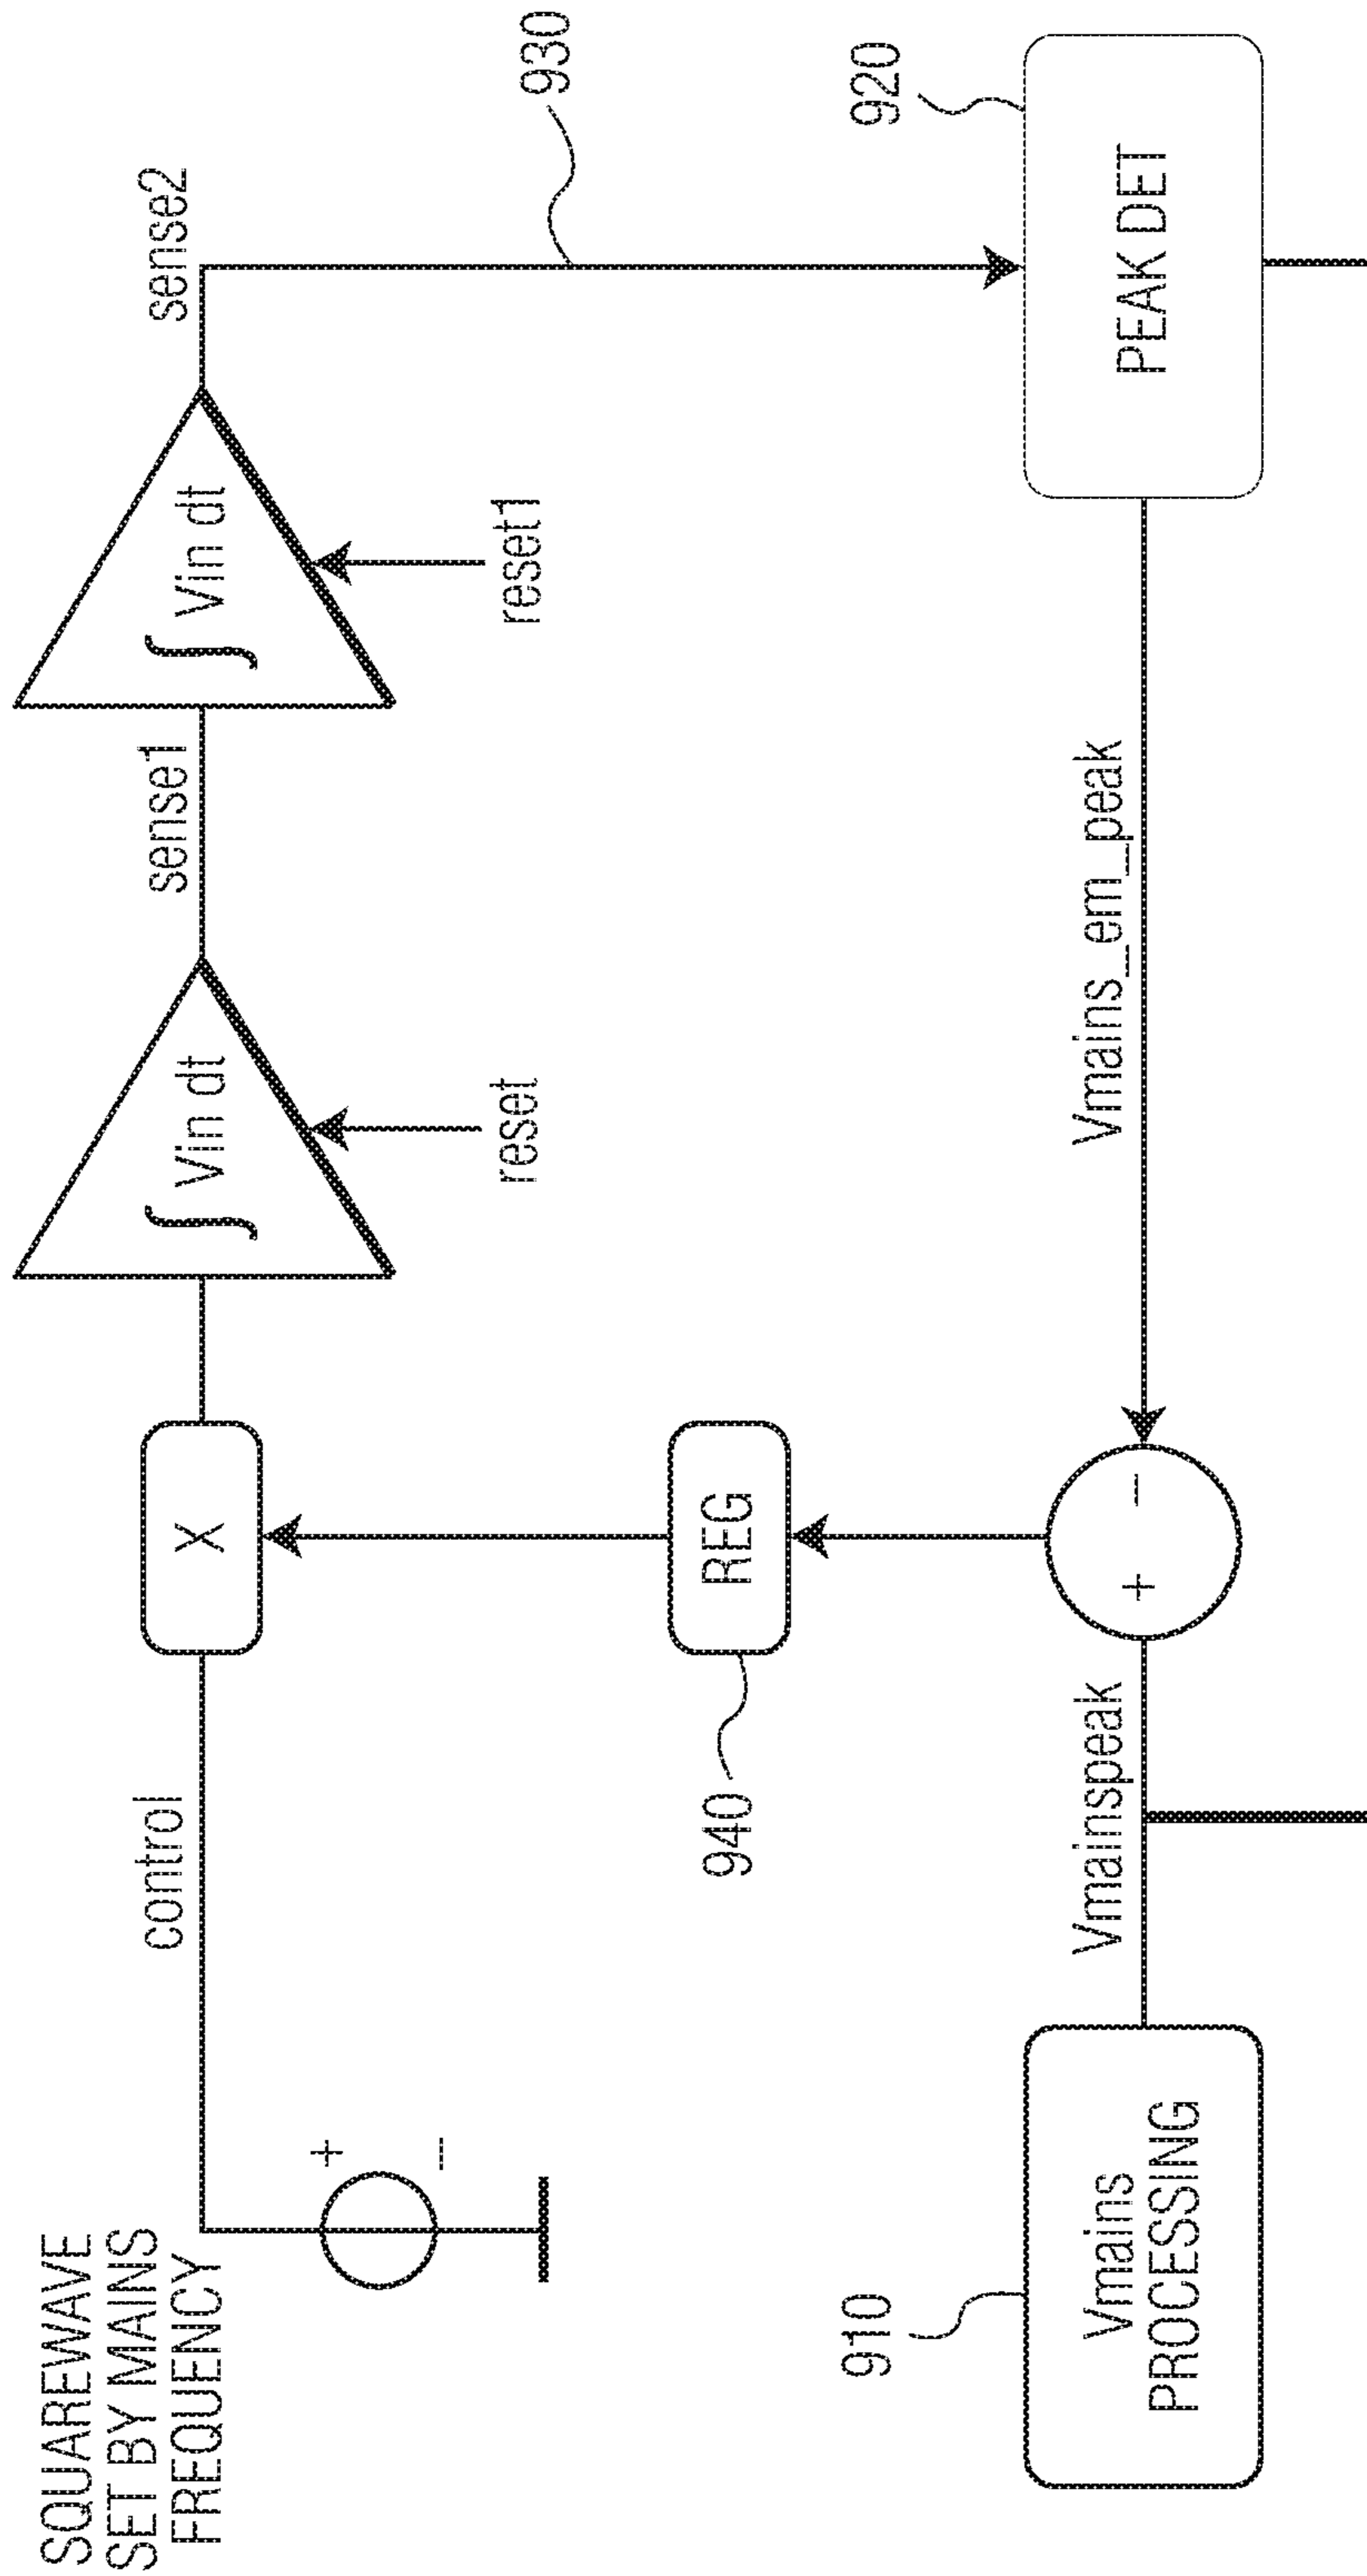 SQUAREWAVE
SET BY MAINS
FREQUENCY
+
−
control
X
∫ Vin dt
reset
sense1
∫ Vin dt
reset1
sense2
930
940
REG
910
Vmains
PROCESSING
Vmainspeak
+ −
Vmains_em_peak
920
PEAK DET